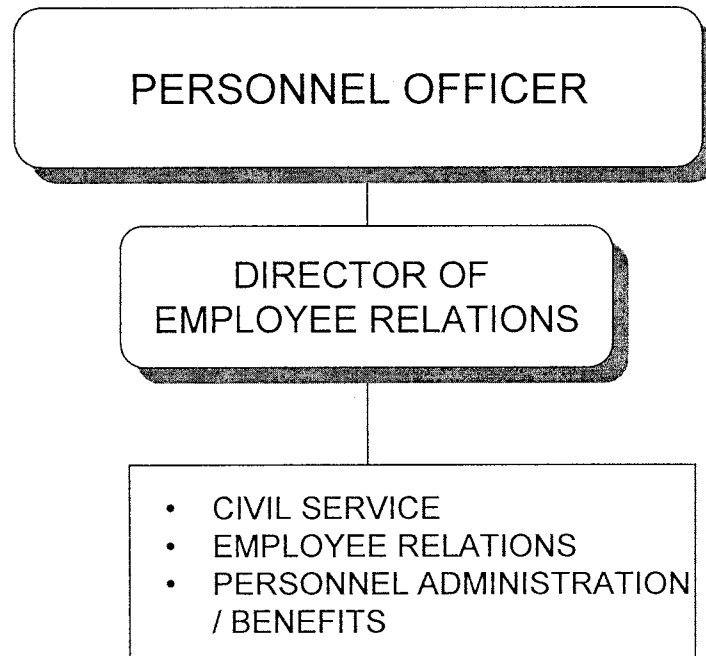 PERSONNEL OFFICER
DIRECTOR OF
EMPLOYEE RELATIONS
• CIVIL SERVICE
• EMPLOYEE RELATIONS
• PERSONNEL ADMINISTRATION
/ BENEFITS